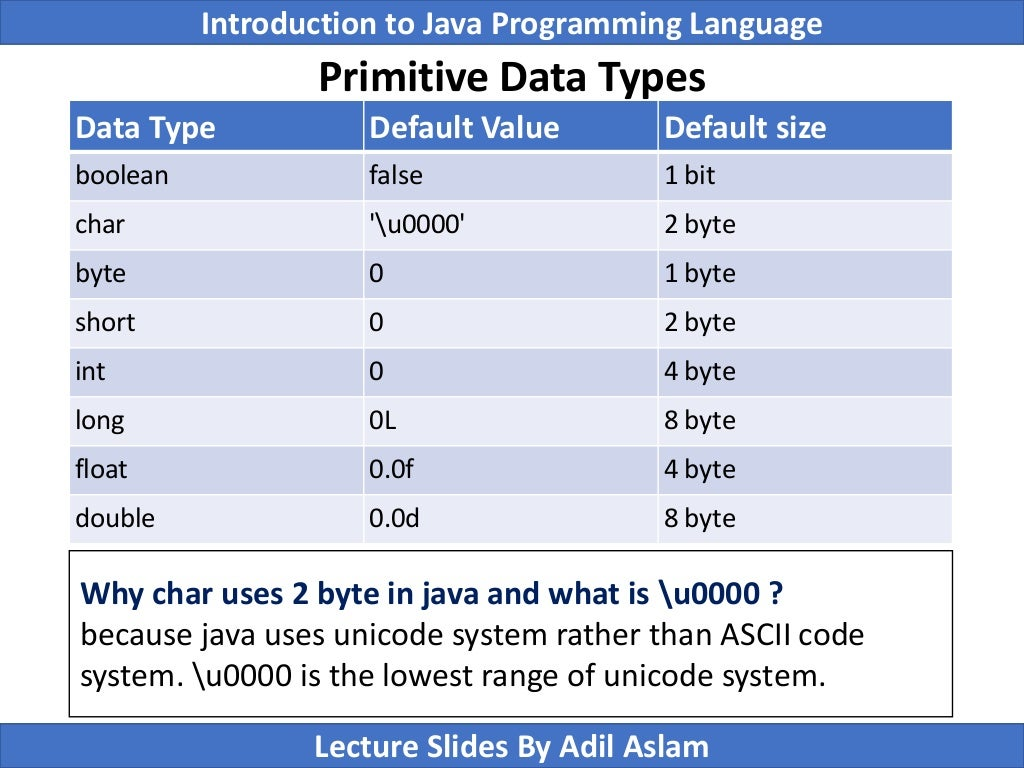 Introduction to Java Programming Language
Primitive Data Types
Data Type Default Value Default size
boolean false 1 bit
char '\u0000' 2 byte
byte 0 1 byte
short 0 2 byte
int 0 4 byte
long 0L 8 byte
float 0.0f 4 byte
double 0.0d 8 byte
Why char uses 2 byte in java and what is \u0000 ?
because java uses unicode system rather than ASCII code
system. \u0000 is the lowest range of unicode system.
Lecture Slides By Adil Aslam